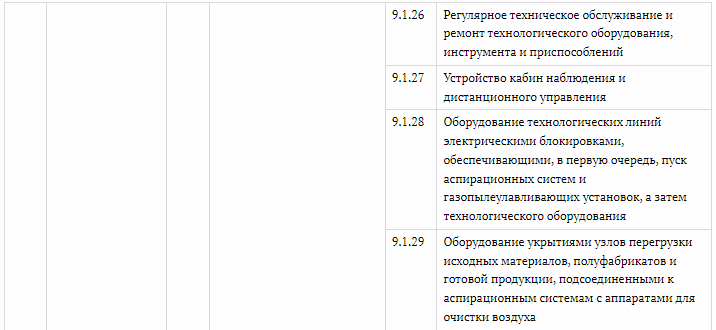 9.1.26 Регулярное техническое обслуживание и
ремонт технологического оборудования,
инструмента и приспособлений
9.1.27 Устройство кабин наблюдения и
дистанционного управления
9.1.28 Оборудование технологических линий
электрическими блокировками,
обеспечивающими, в первую очередь, пуск
аспирационных систем и
газопылеулавливающих установок, а затем
технологического оборудования
9.1.29 Оборудование укрытиями узлов перегрузки
исходных материалов, полуфабрикатов и
готовой продукции, подсоединенными к
аспирационным системам с аппаратами для
очистки воздуха